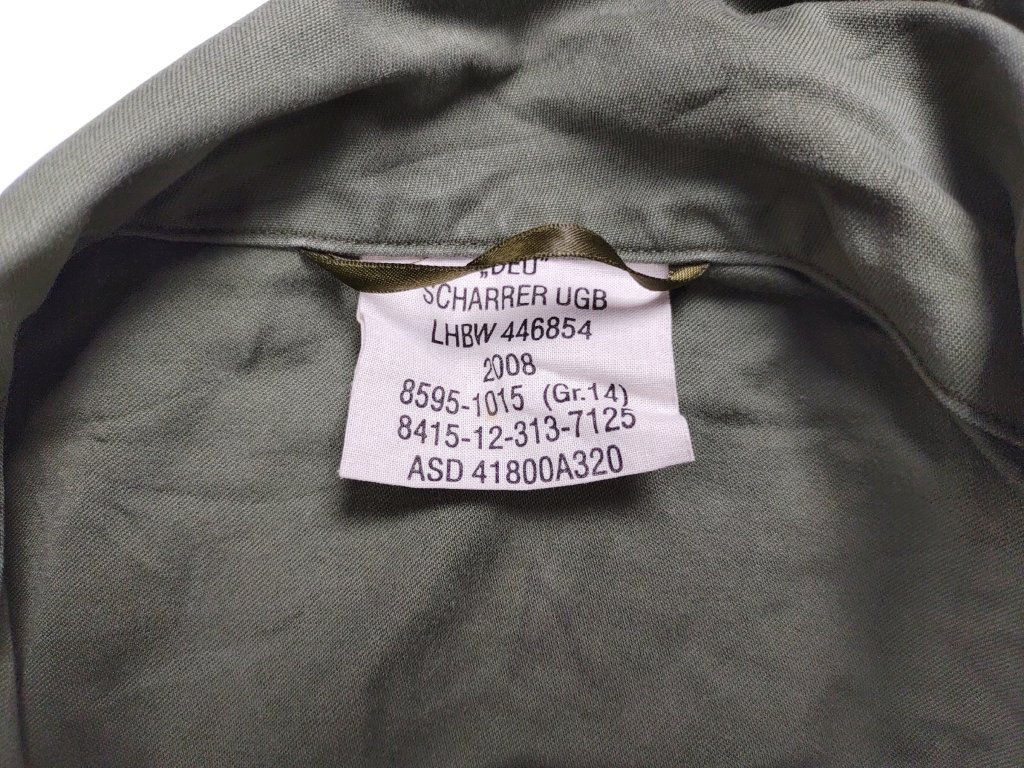 „DEU"
SCHARRER UGB
LHBW 446854
2008
8595-1015 (Gr.14)
8415-12-313-7125
ASD 41800A320